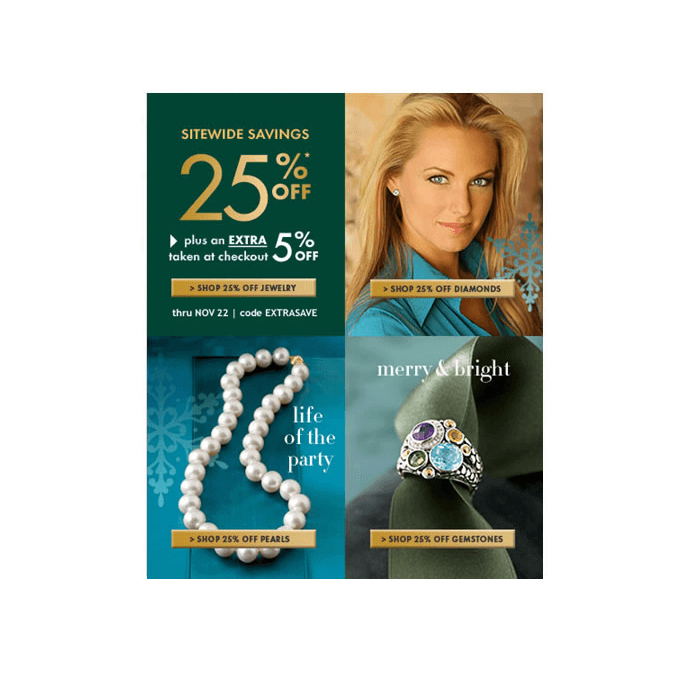 SITEWIDE SAVINGS
25%* OFF
plus an EXTRA 5% OFF
taken at checkout
> SHOP 25% OFF JEWELRY
thru NOV 22 | code EXTRASAVE
> SHOP 25% OFF DIAMONDS
life
of the
party
> SHOP 25% OFF PEARLS
merry & bright
> SHOP 25% OFF GEMSTONES